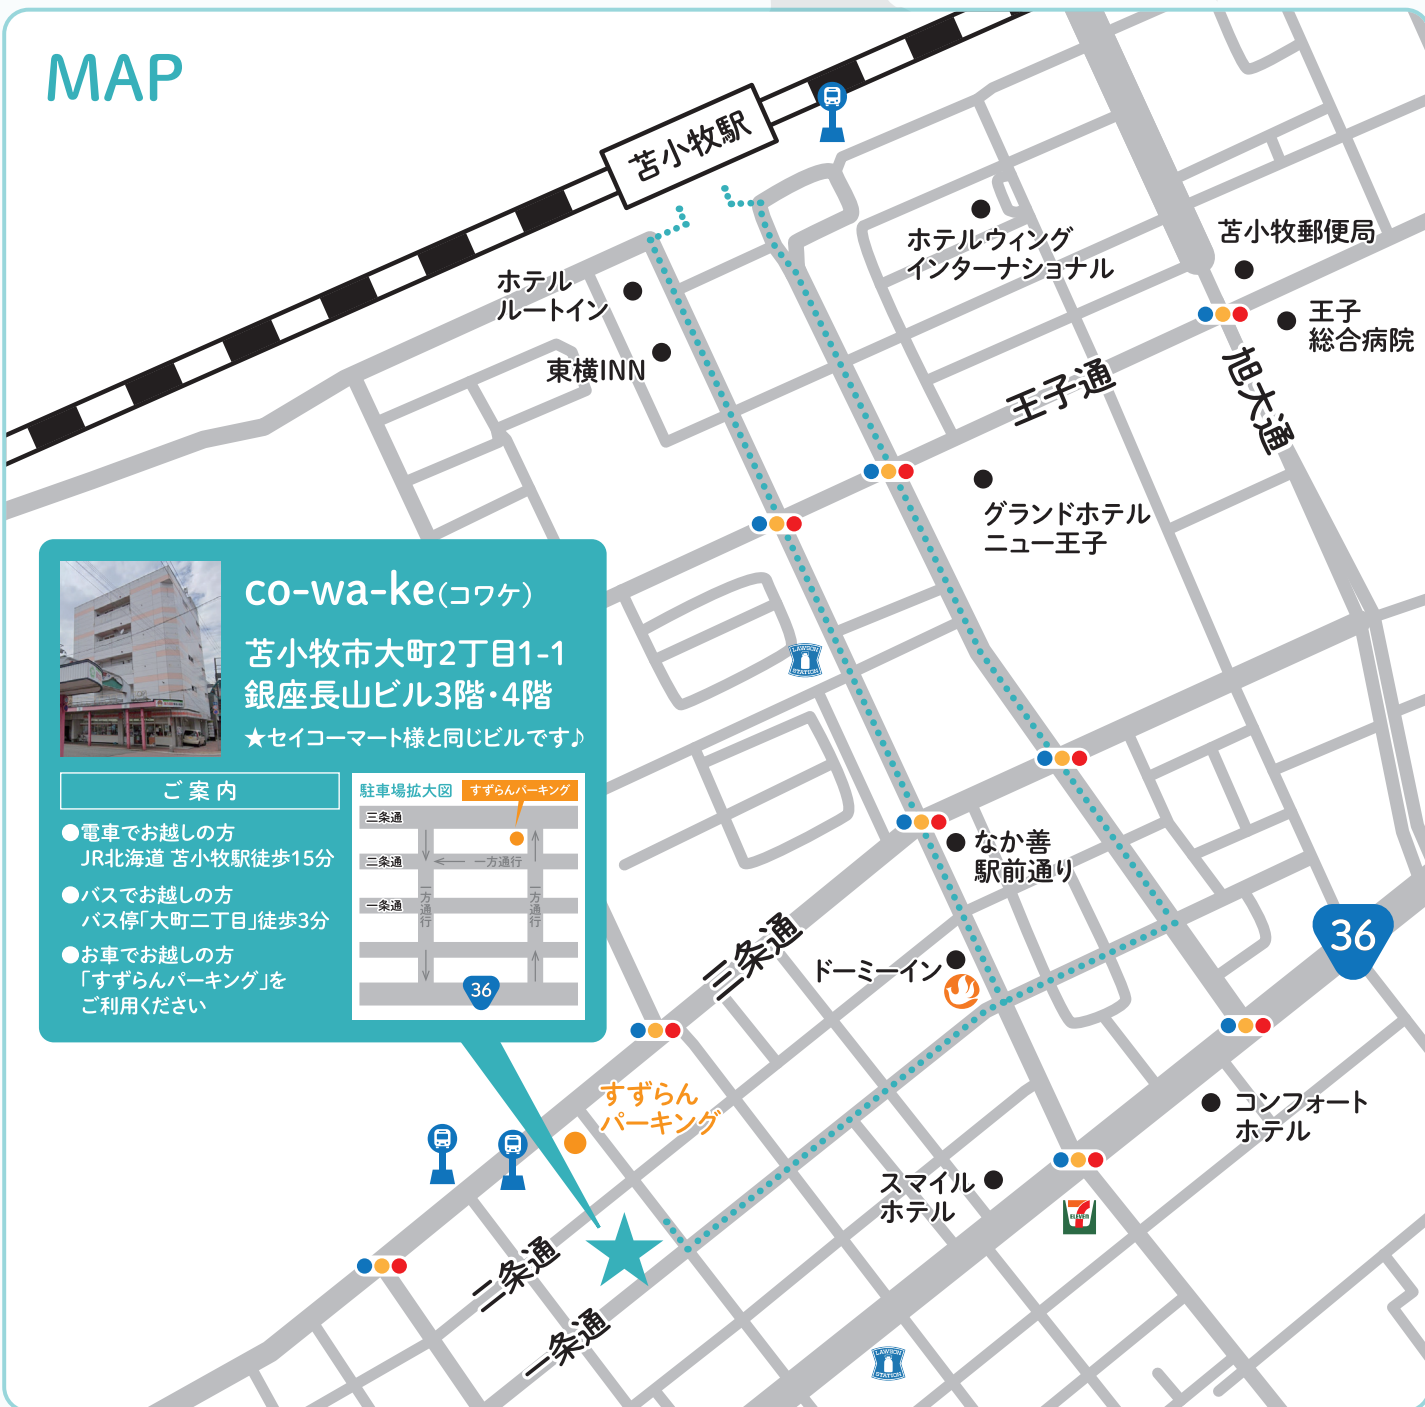 MAP
苫小牧駅
ホテルウィング
インターナショナル
苫小牧郵便局
ホテル
ルートイン
王子
総合病院
東横INN
王子通
旭大通
グランドホテル
ニュー王子
co-wa-ke(コワケ)
苫小牧市大町2丁目1-1
銀座長山ビル3階・4階
★セイコーマート様と同じビルです♪
ご案内
●電車でお越しの方
JR北海道 苫小牧駅徒歩15分
●バスでお越しの方
バス停「大町二丁目」徒歩3分
●お車でお越しの方
「すずらんパーキング」を
ご利用ください
駐車場拡大図
すずらんパーキング
三条通
二条通
一方通行
一条通
一方通行
一方通行
36
LAWSON
STATION
なか善
駅前通り
三条通
ドーミーイン
36
すずらん
パーキング
コンフォート
ホテル
スマイル
ホテル
7
ELEVEN
二条通
一条通
LAWSON
STATION